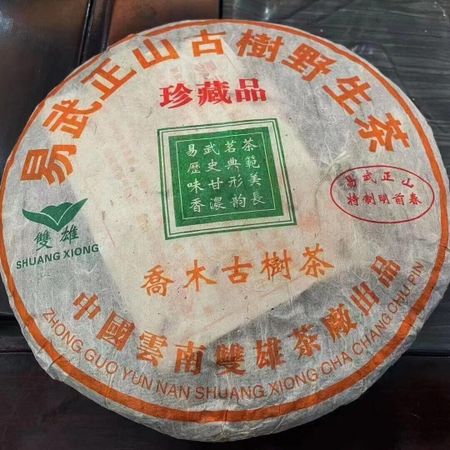 易武正山古樹野生茶
珍藏品
易武茗茶
歷史典範
味甘形美
香濃韵長
易武正山
特制明前春
雙雄
SHUANG XIONG
喬木古樹茶
中國雲南雙雄茶廠出品
ZHONG GUO YUN NAN SHUANG XIONG CHA CHANG CHU PIN